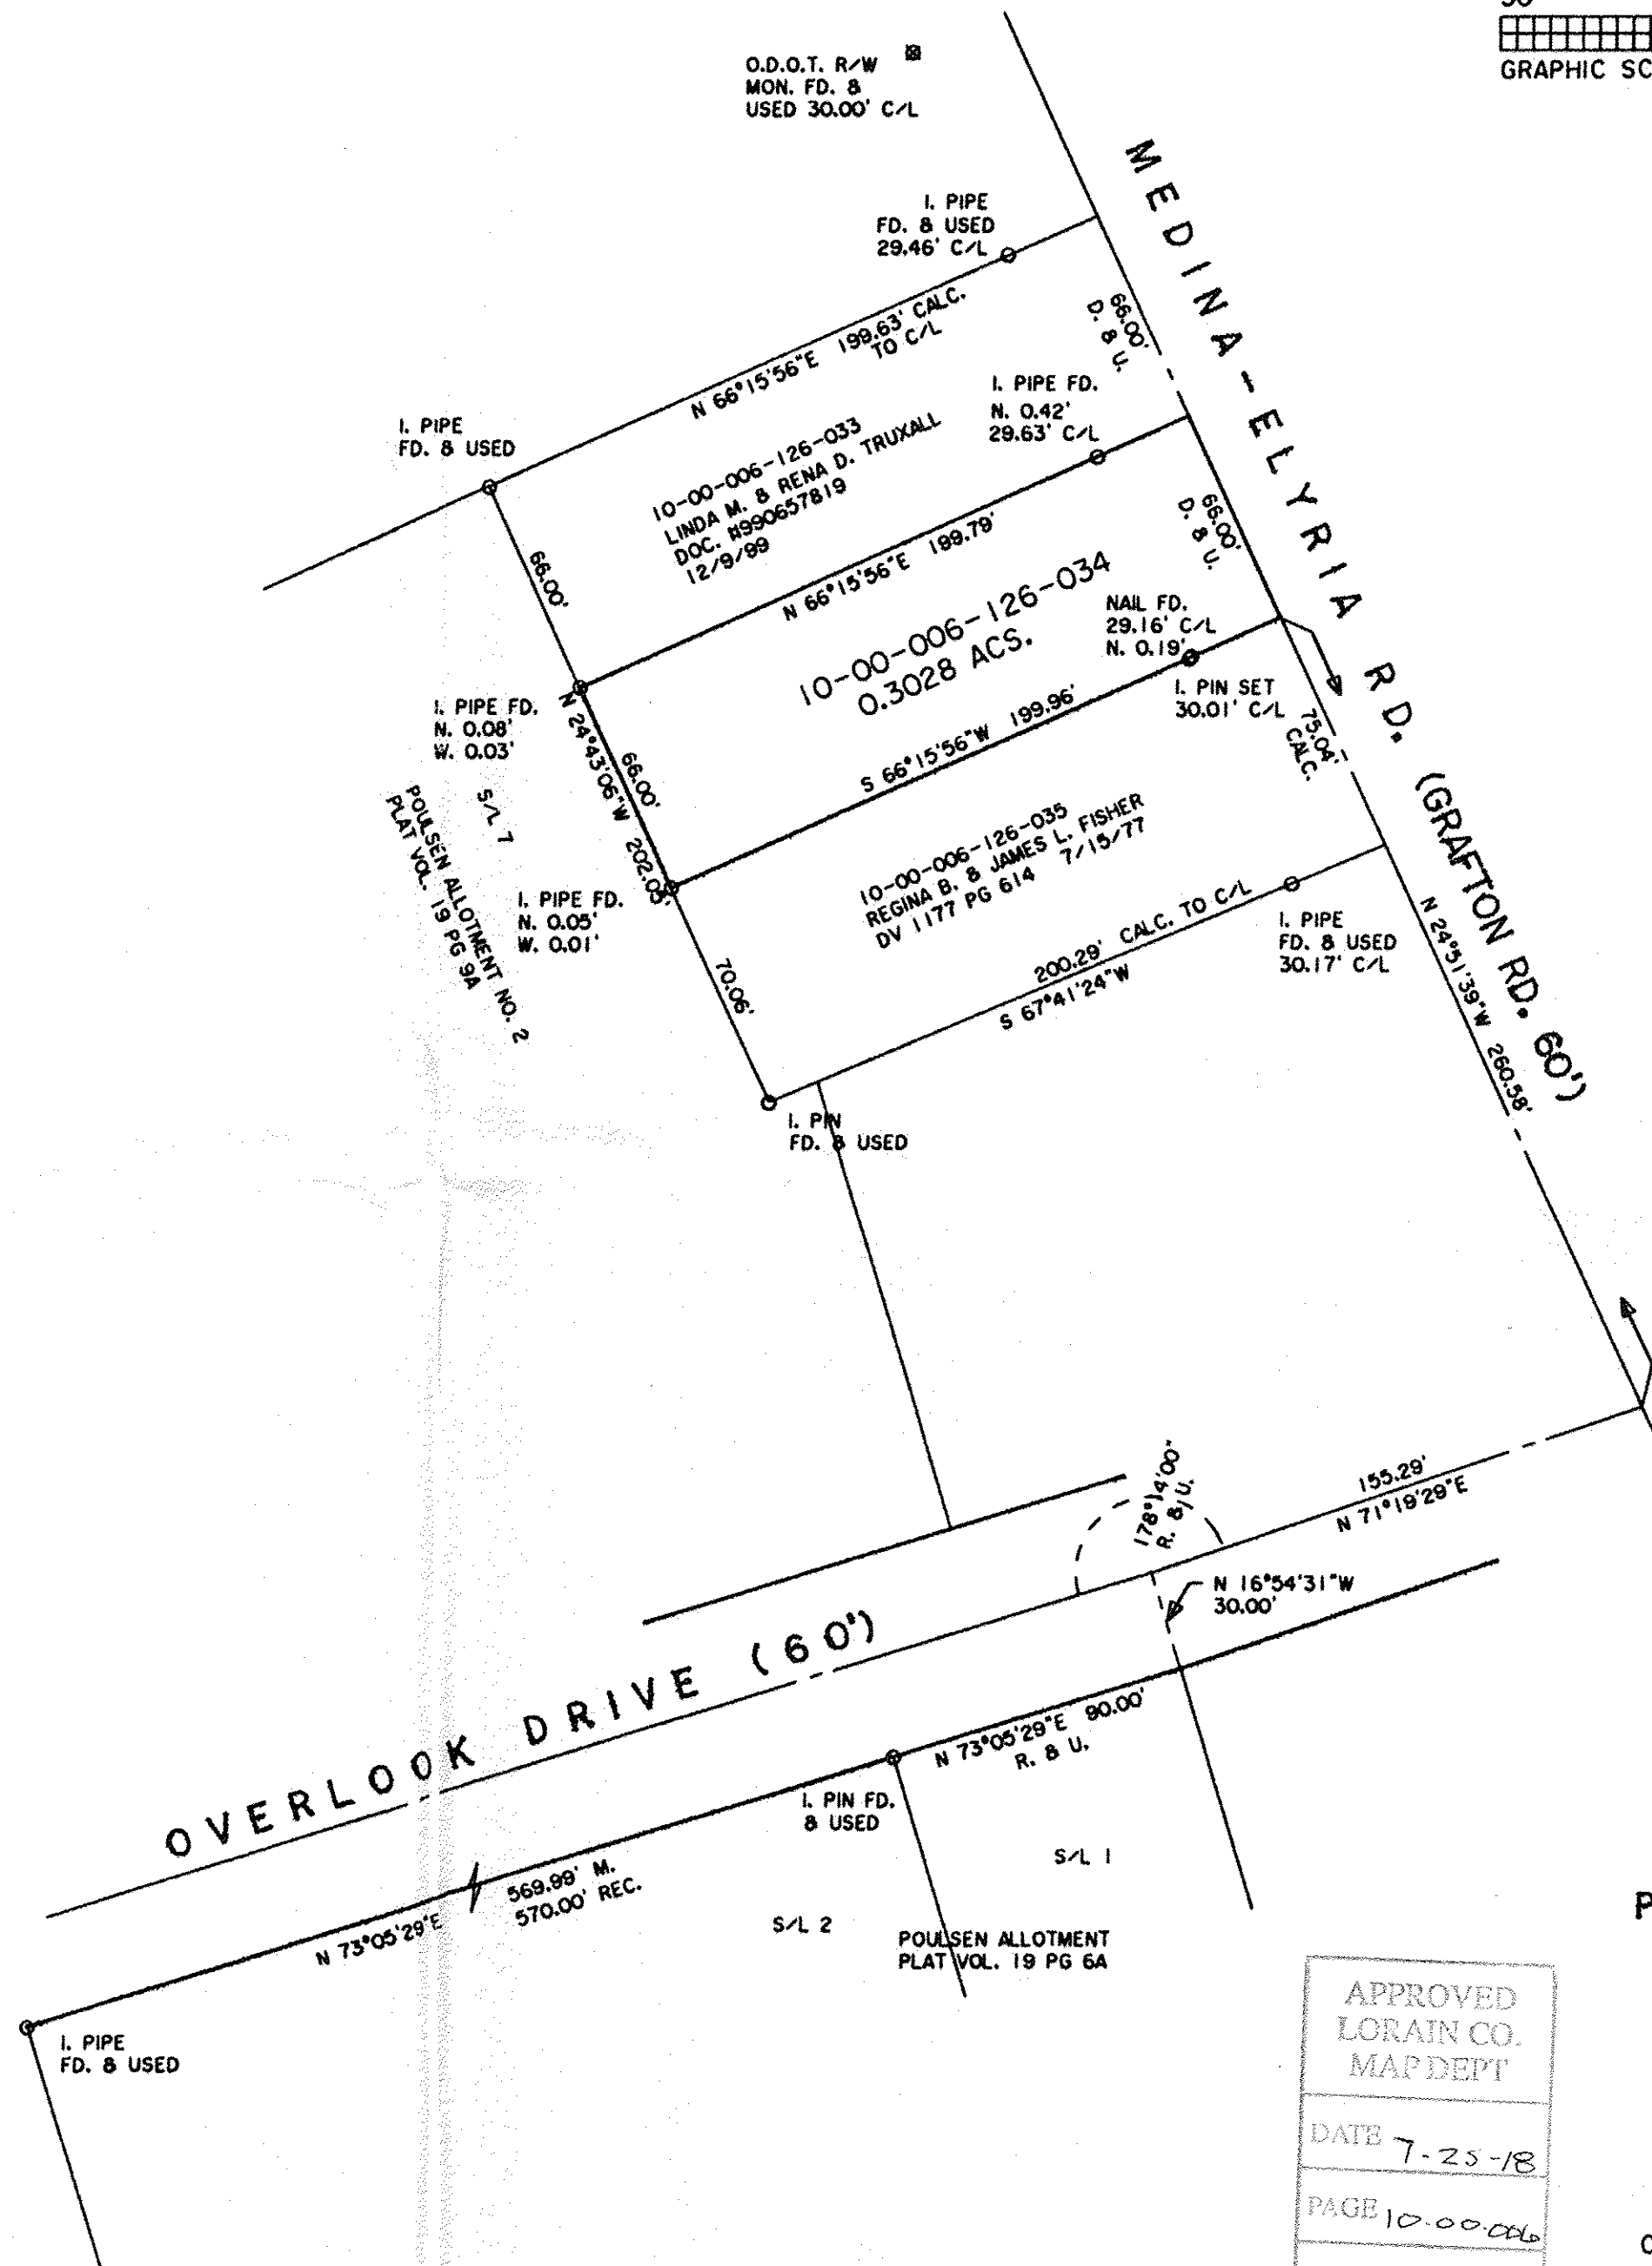 GRAPHIC SC
O.D.O.T. R/W
MON. FD. &
USED 30.00' C/L
MEDINA-ELYRIA RD. (GRAFTON RD. 60')
I. PIPE
FD. & USED
29.46' C/L
66.00'
D. & U.
N 66°15'56"E 199.63' CALC.
TO C/L
I. PIPE
FD. & USED
10-00-006-126-033
LINDA M. & RENA D. TRUXALL
DOC. #990657819
12/9/99
I. PIPE FD.
N. 0.42'
29.63' C/L
66.00'
66.00'
D. & U.
N 66°15'56"E 199.79'
10-00-006-126-034
0.3028 ACS.
NAIL FD.
29.16' C/L
N. 0.19'
I. PIN SET
30.01' C/L
75.04'
CALC.
I. PIPE FD.
N. 0.08'
W. 0.03'
N 24°43'06"W 202.05'
66.00'
S 66°15'56"W 199.96'
S/L 7
POULSEN ALLOTMENT NO. 2
PLAT VOL. 19 PG 9A
I. PIPE FD.
N. 0.05'
W. 0.01'
10-00-006-126-035
REGINA B. & JAMES L. FISHER
DV 1177 PG 614 7/15/77
70.06'
200.29' CALC. TO C/L
S 67°41'24"W
I. PIPE
FD. & USED
30.17' C/L
N 24°51'39"W 260.58'
I. PIN
FD. & USED
178°14'00"
R. & U.
155.29'
N 71°19'29"E
N 16°54'31"W
30.00'
OVERLOOK DRIVE (60')
N 73°05'29"E 90.00'
R. & U.
I. PIN FD.
& USED
S/L 1
569.99' M.
570.00' REC.
N 73°05'29"E
S/L 2
POULSEN ALLOTMENT
PLAT VOL. 19 PG 6A
P
I. PIPE
FD. & USED
APPROVED
LORAIN CO.
MAP DEPT
DATE 7-25-18
PAGE 10-00-006